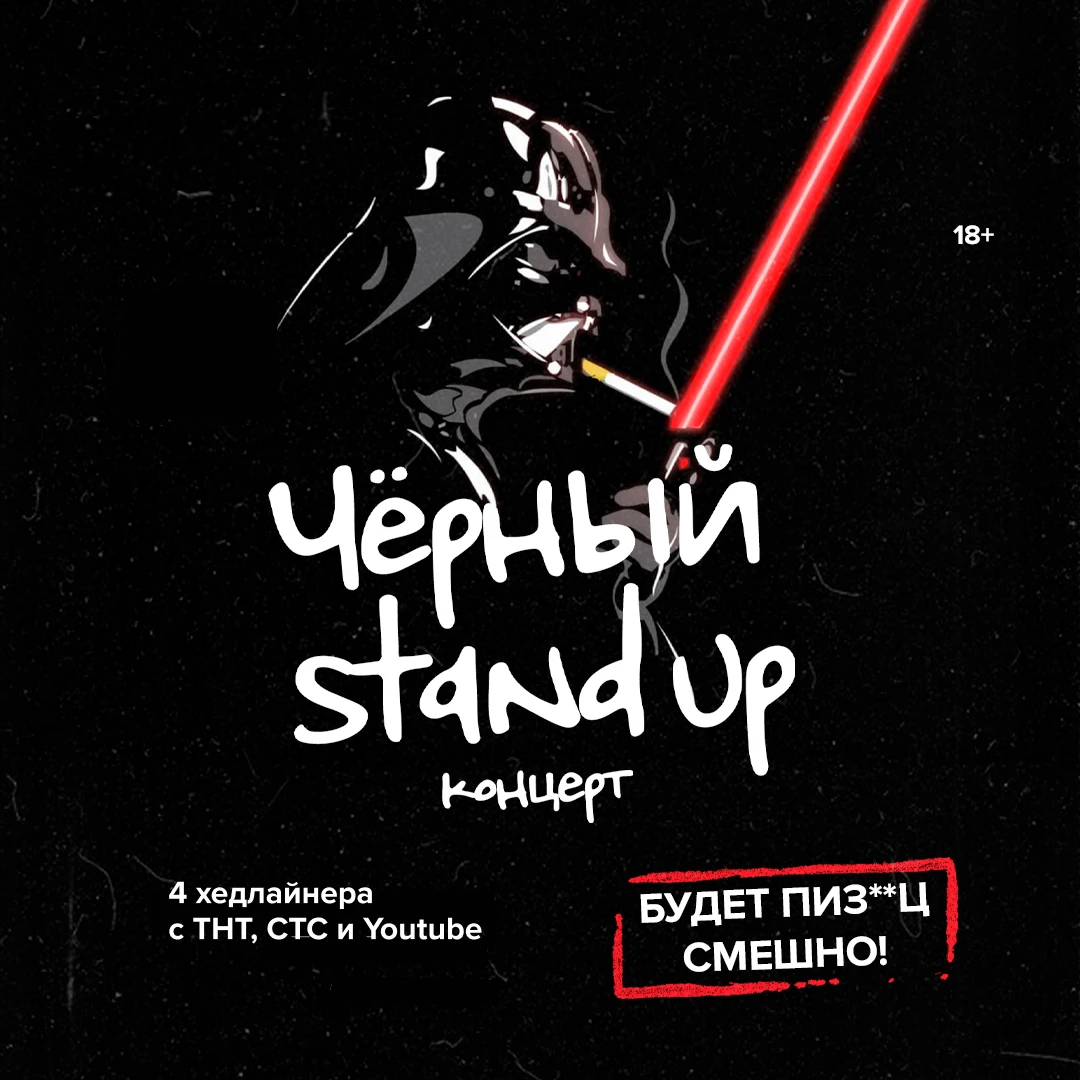 18+
Чёрный
stand up
концерт
4 хедлайнера
с ТНТ, СТС и Youtube
БУДЕТ ПИЗ**Ц
СМЕШНО!